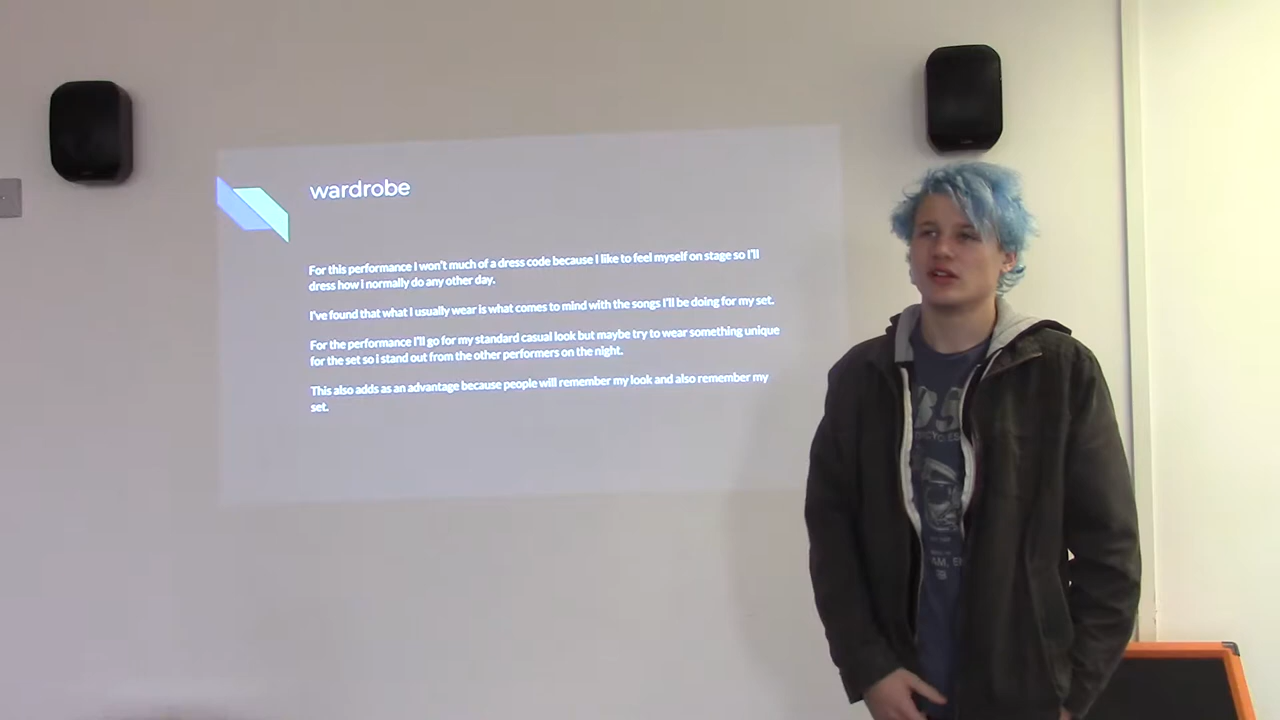 wardrobe
For this performance I won't much of a dress code because I like to feel myself on stage so I'll
dress how i normally do any other day.
I've found that what I usually wear is what comes to mind with the songs I'll be doing for my set.
For the performance I'll go for my standard casual look but maybe try to wear something unique
for the set so i stand out from the other performers on the night.
This also adds as an advantage because people will remember my look and also remember my
set.